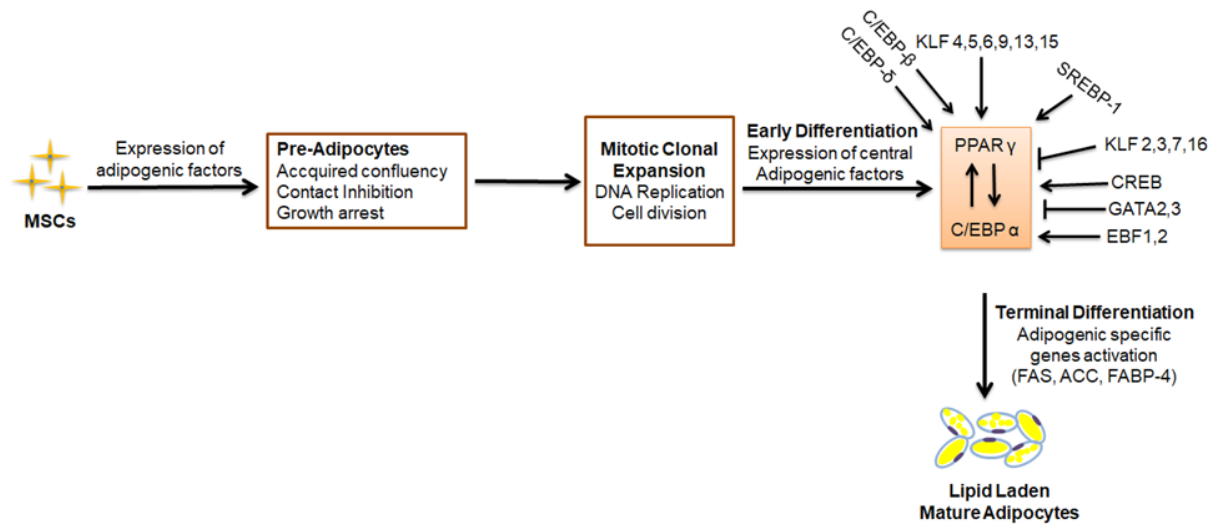 MSCs
Expression of
adipogenic factors
Pre-Adipocytes
Accquired confluency
Contact Inhibition
Growth arrest
Mitotic Clonal
Expansion
DNA Replication
Cell division
Early Differentiation
Expression of central
Adipogenic factors
C/EBP-δ
C/EBP-β
KLF 4,5,6,9,13,15
SREBP-1
PPAR γ
C/EBP α
KLF 2,3,7,16
CREB
GATA2,3
EBF1,2
Terminal Differentiation
Adipogenic specific
genes activation
(FAS, ACC, FABP-4)
Lipid Laden
Mature Adipocytes